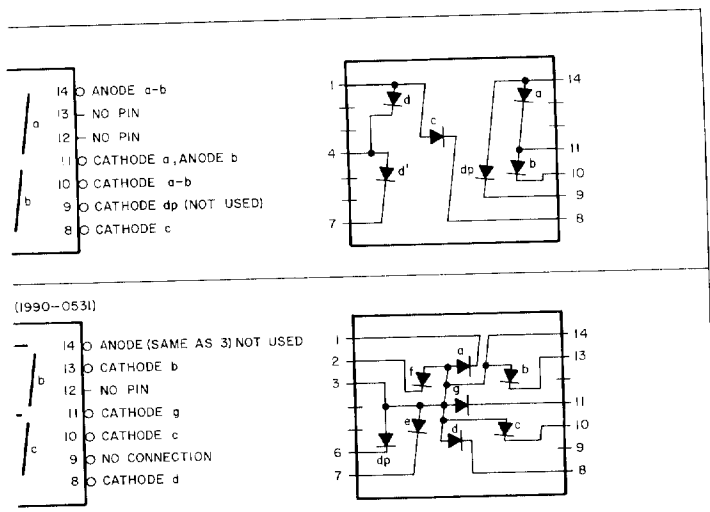 14 ANODE a-b
13 NO PIN
12 NO PIN
11 CATHODE a, ANODE b
10 CATHODE a-b
9 CATHODE dp (NOT USED)
8 CATHODE c
a
b
1
4
7
d
d'
c
dp
a
b
14
11
10
9
8
(1990-0531)
14 ANODE (SAME AS 3) NOT USED
13 CATHODE b
12 NO PIN
11 CATHODE g
10 CATHODE c
9 NO CONNECTION
8 CATHODE d
b
c
1
2
3
6
7
a
f
b
g
e
c
d
dp
14
13
11
10
9
8